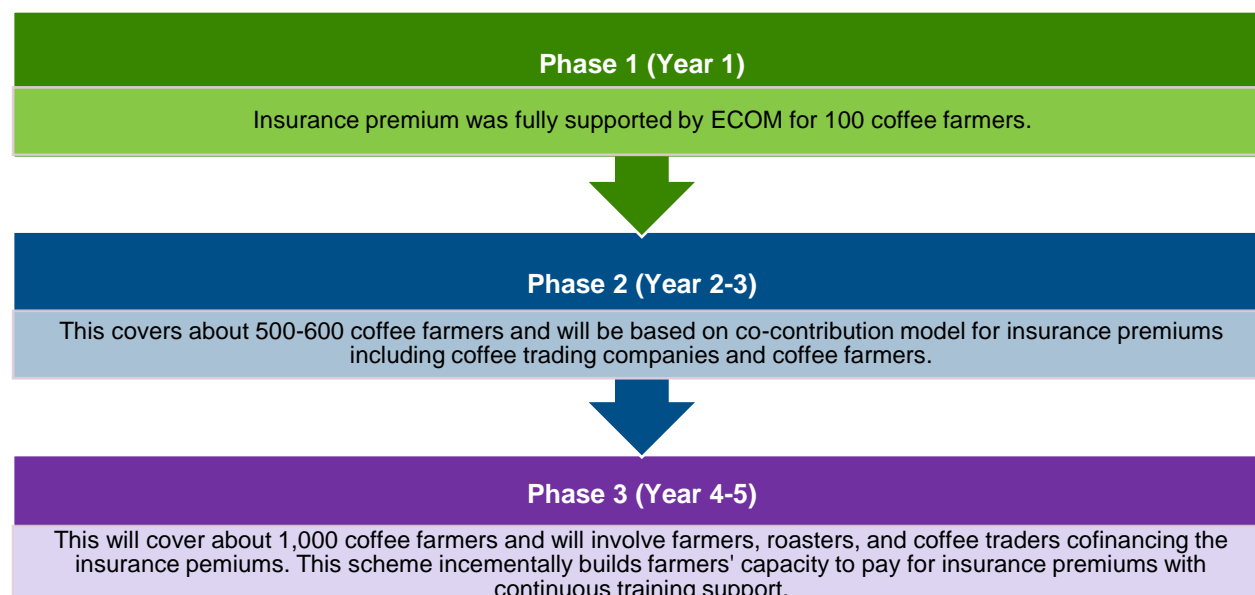 Phase 1 (Year 1)
Insurance premium was fully supported by ECOM for 100 coffee farmers.
Phase 2 (Year 2-3)
This covers about 500-600 coffee farmers and will be based on co-contribution model for insurance premiums
including coffee trading companies and coffee farmers.
Phase 3 (Year 4-5)
This will cover about 1,000 coffee farmers and will involve farmers, roasters, and coffee traders cofinancing the
insurance pemiums. This scheme incrementally builds farmers' capacity to pay for insurance premiums with
continuous training support.